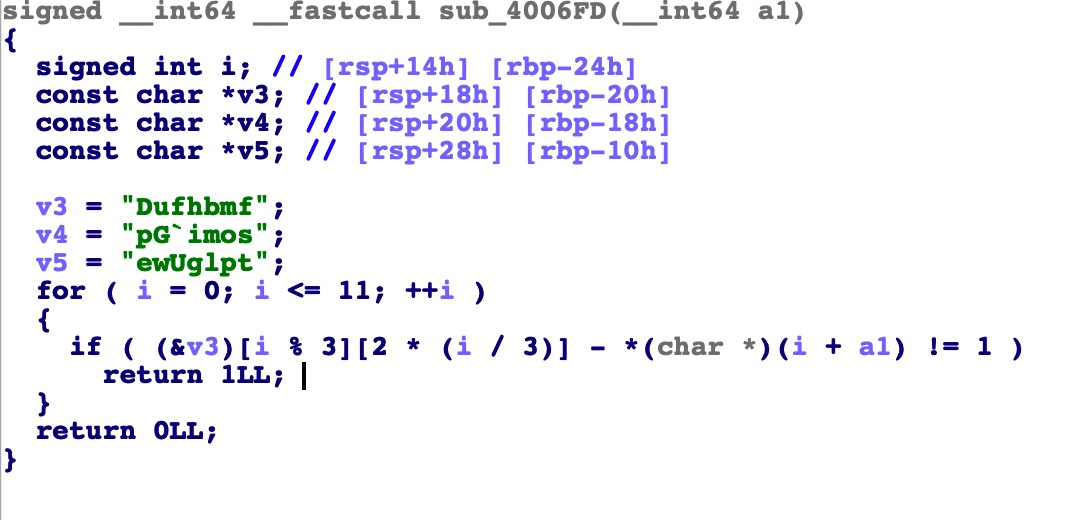 signed __int64 __fastcall sub_4006FD(__int64 a1)
{
  signed int i; // [rsp+14h] [rbp-24h]
  const char *v3; // [rsp+18h] [rbp-20h]
  const char *v4; // [rsp+20h] [rbp-18h]
  const char *v5; // [rsp+28h] [rbp-10h]

  v3 = "Dufhbmf";
  v4 = "pG`imos";
  v5 = "ewUglpt";
  for ( i = 0; i <= 11; ++i )
  {
    if ( (&v3)[i % 3][2 * (i / 3)] - *(char *)(i + a1) != 1 )
      return 1LL;
  }
  return 0LL;
}